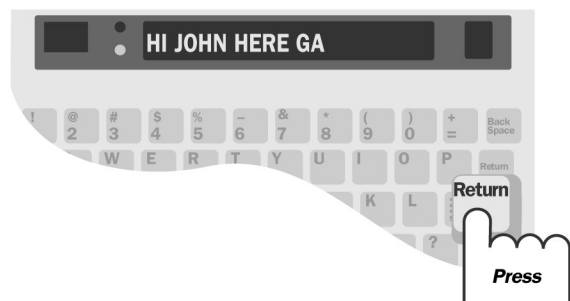 HI JOHN HERE GA
! @ # $ % – & * ( ) + Back
2 3 4 5 6 7 8 9 0 = Space
W E R T Y U I O P Return
Return
K L
?
Press